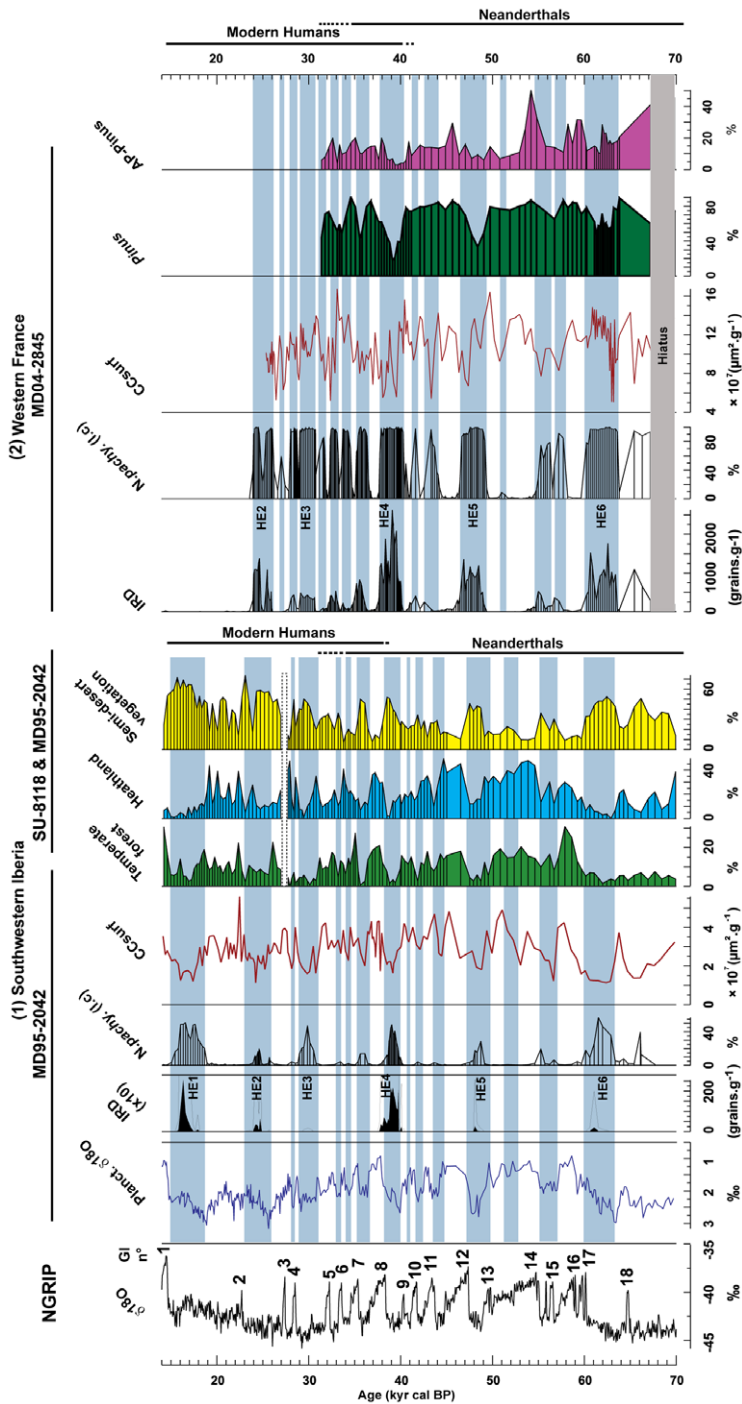 Neanderthals
Modern Humans
20
30
40
50
60
70
(2) Western France
MD04-2845
AP-Pinus
0
20
40
%
Pinus
0
40
80
%
CCsurf
4
8
12
16
× 10⁷(µm².g-¹)
N.pachy. (l.c)
0
40
80
%
IRD
0
1000
2000
(grains.g-1)
HE2
HE3
HE4
HE5
HE6
Hiatus
Modern Humans
Neanderthals
(1) Southwestern Iberia
SU-8118 & MD95-2042
MD95-2042
Semi-desert
vegetation
0
60
%
Heathland
0
40
%
Temperate
forest
0
20
%
CCsurf
0
2
4
× 10⁷(µm².g-¹)
N.pachy. (l.c)
0
40
%
IRD
(x10)
0
100
200
(grains.g-1)
HE1
HE2
HE3
HE4
HE5
HE6
Planct. δ18O
3
2
1
‰
NGRIP
δ18O
GI
n°
1
2
3
4
5
6
7
8
9
10
11
12
13
14
15
16
17
18
-45
-40
-35
‰
20
30
40
50
60
70
Age (kyr cal BP)